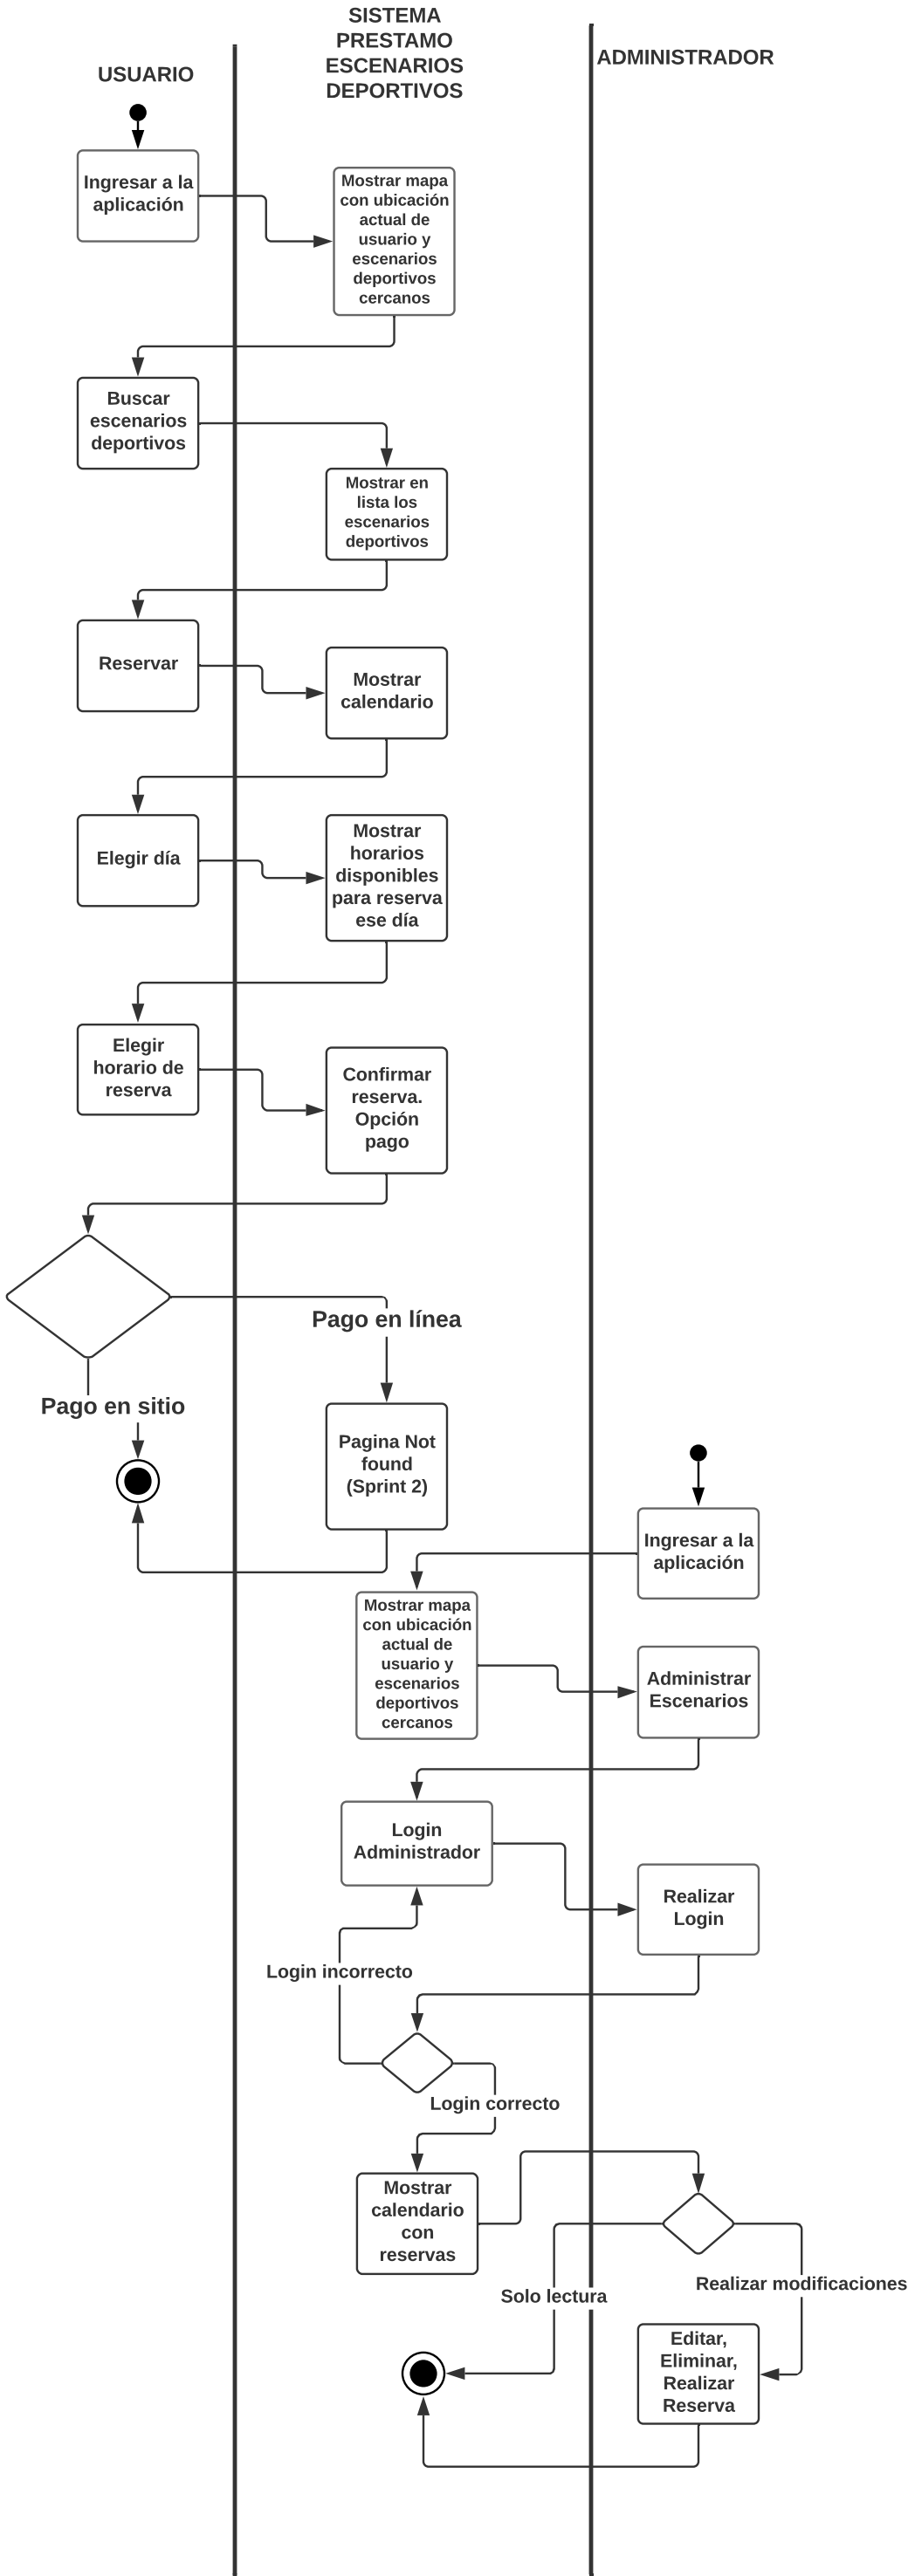 USUARIO
SISTEMA
PRESTAMO
ESCENARIOS
DEPORTIVOS
ADMINISTRADOR
Ingresar a la
aplicación
Mostrar mapa
con ubicación
actual de
usuario y
escenarios
deportivos
cercanos
Buscar
escenarios
deportivos
Mostrar en
lista los
escenarios
deportivos
Reservar
Mostrar
calendario
Elegir día
Mostrar
horarios
disponibles
para reserva
ese día
Elegir
horario de
reserva
Confirmar
reserva.
Opción
pago
Pago en línea
Pago en sitio
Pagina Not
found
(Sprint 2)
Ingresar a la
aplicación
Mostrar mapa
con ubicación
actual de
usuario y
escenarios
deportivos
cercanos
Administrar
Escenarios
Login
Administrador
Realizar
Login
Login incorrecto
Login correcto
Mostrar
calendario
con
reservas
Solo lectura
Realizar modificaciones
Editar,
Eliminar,
Realizar
Reserva